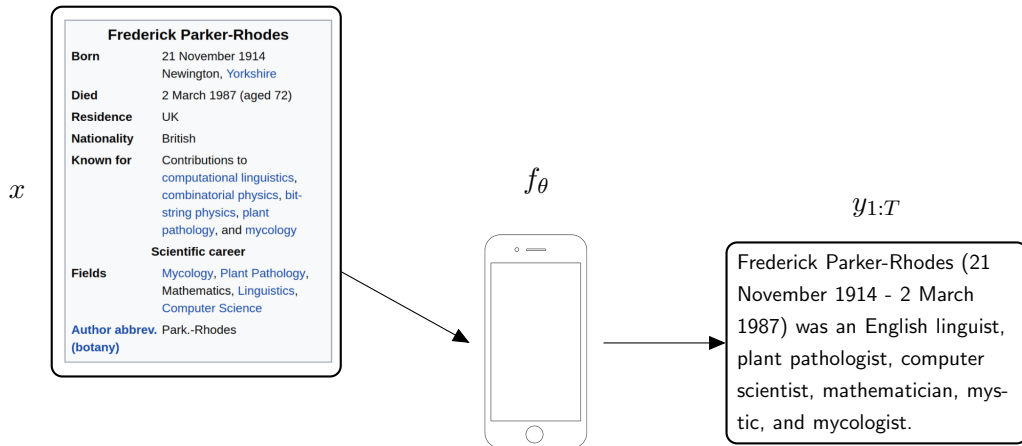 Frederick Parker-Rhodes
Born 21 November 1914
Newington, Yorkshire
Died 2 March 1987 (aged 72)
Residence UK
Nationality British
Known for Contributions to
computational linguistics,
combinatorial physics, bit-
string physics, plant
pathology, and mycology
Scientific career
Fields Mycology, Plant Pathology,
Mathematics, Linguistics,
Computer Science
Author abbrev. Park.-Rhodes
(botany)
x
f_θ
y_{1:T}
Frederick Parker-Rhodes (21
November 1914 - 2 March
1987) was an English linguist,
plant pathologist, computer
scientist, mathematician, mys-
tic, and mycologist.